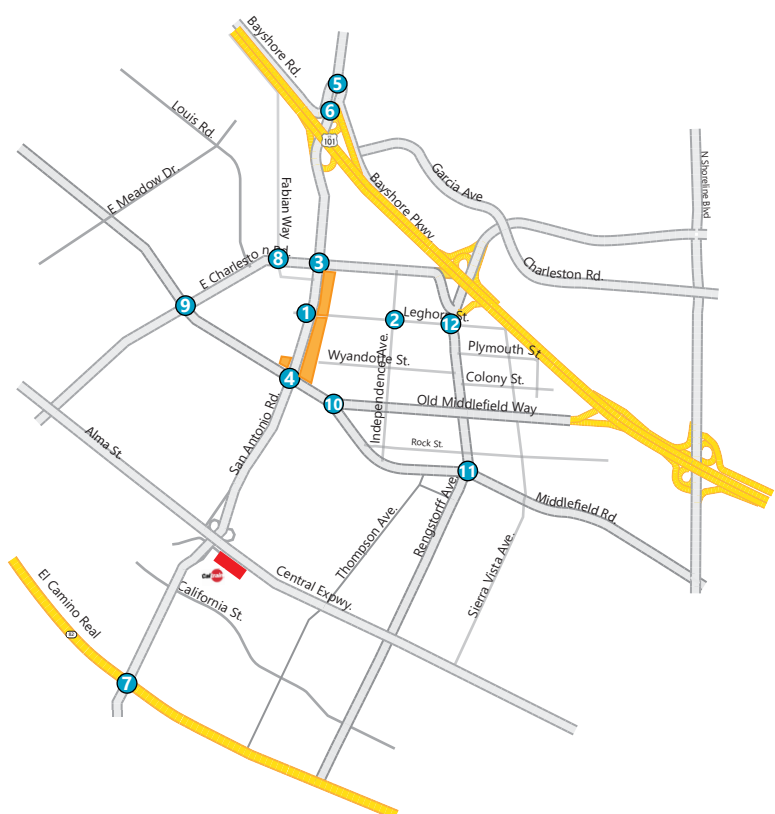 Bayshore Rd.
5
6
101
Louis Rd.
N Shoreline Blvd
E Meadow Dr.
Garcia Ave
Fabian Way
Bayshore Pkwy
E Charleston Rd.
8
3
Charleston Rd.
9
1
2
Leghorn St.
12
Plymouth St.
Wyandotte St.
Independence Ave.
4
Colony St.
10
Old Middlefield Way
San Antonio Rd.
Alma St.
Rock St.
11
Middlefield Rd.
Thompson Ave.
Rengstorff Ave.
Sierra Vista Ave.
Caltrain
Central Expwy.
California St.
El Camino Real
82
7